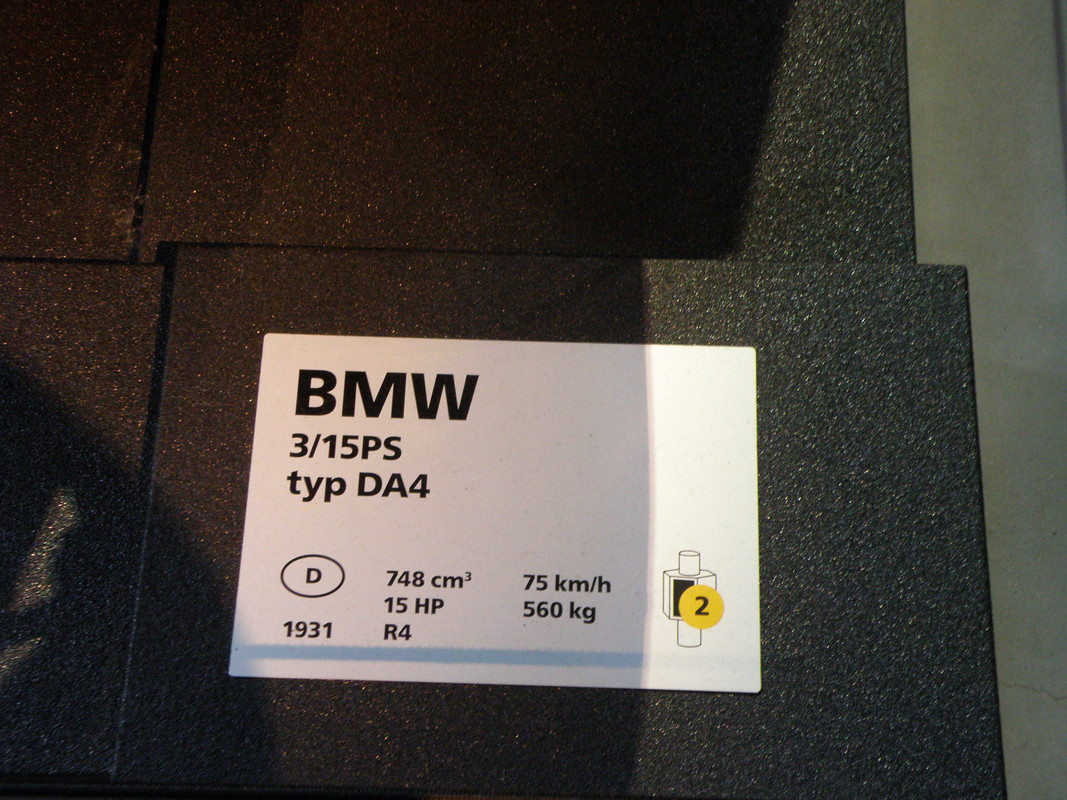 BMW
3/15PS
typ DA4
D
748 cm³
75 km/h
15 HP
560 kg
1931
R4
2